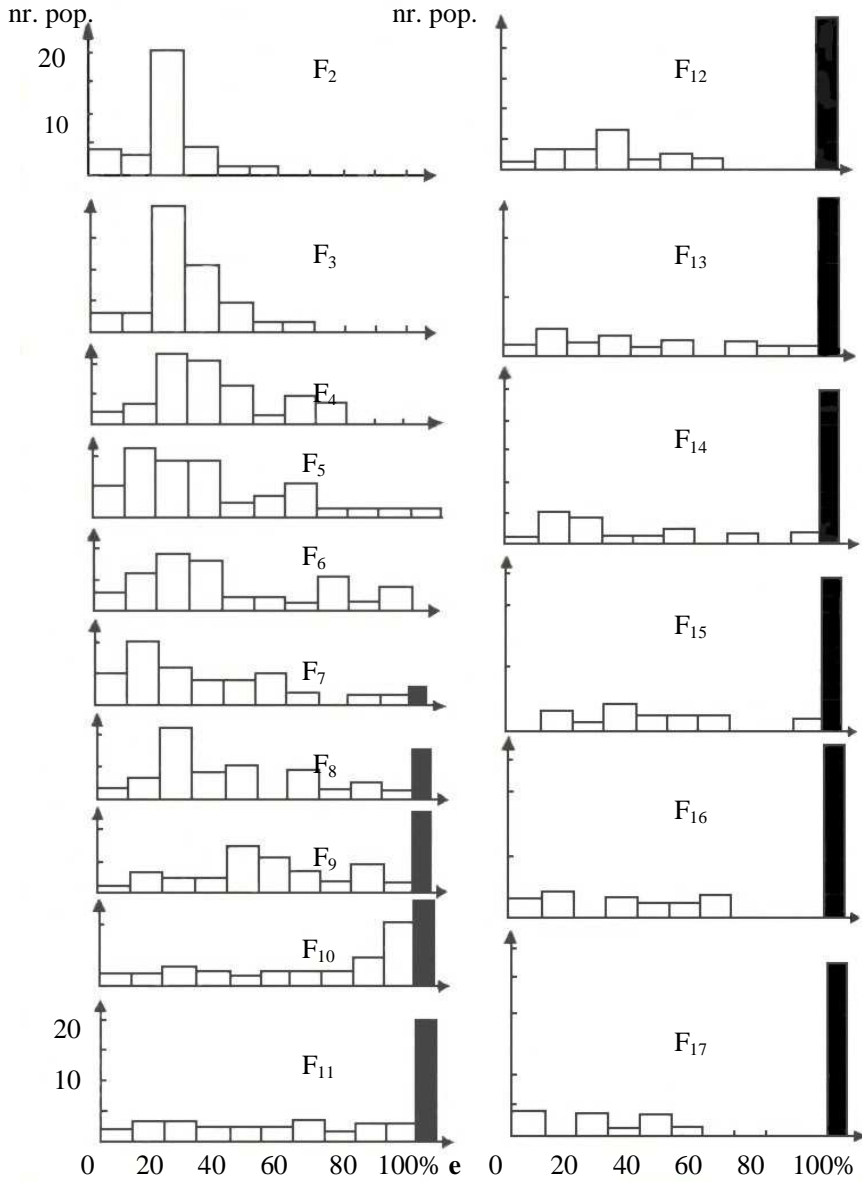 nr. pop.
20
10
F₂
F₃
F₄
F₅
F₆
F₇
F₈
F₉
F₁₀
20
10
F₁₁
0 20 40 60 80 100% e
nr. pop.
F₁₂
F₁₃
F₁₄
F₁₅
F₁₆
F₁₇
0 20 40 60 80 100%